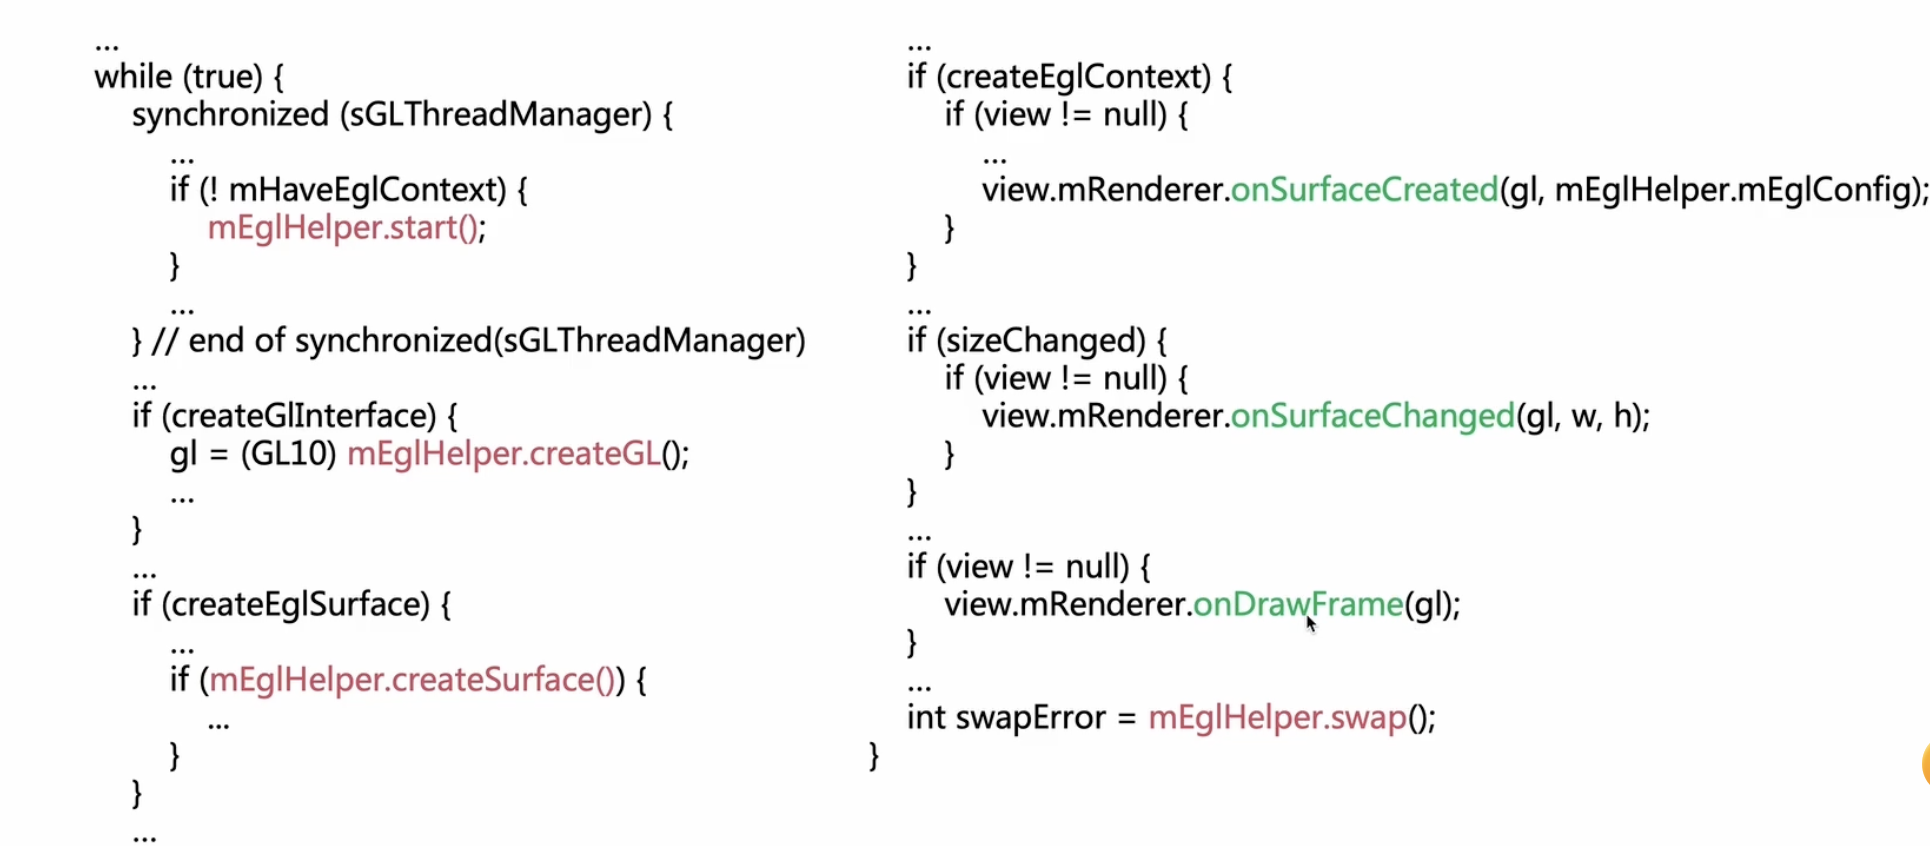 ...
while (true) {
synchronized (sGLThreadManager) {
...
if (! mHaveEglContext) {
mEglHelper.start();
}
...
} // end of synchronized(sGLThreadManager)
...
if (createGlInterface) {
gl = (GL10) mEglHelper.createGL();
...
}
...
if (createEglSurface) {
...
if (mEglHelper.createSurface()) {
...
}
}
...
...
if (createEglContext) {
if (view != null) {
...
view.mRenderer.onSurfaceCreated(gl, mEglHelper.mEglConfig);
}
}
...
if (sizeChanged) {
if (view != null) {
view.mRenderer.onSurfaceChanged(gl, w, h);
}
}
...
if (view != null) {
view.mRenderer.onDrawFrame(gl);
}
...
int swapError = mEglHelper.swap();
}